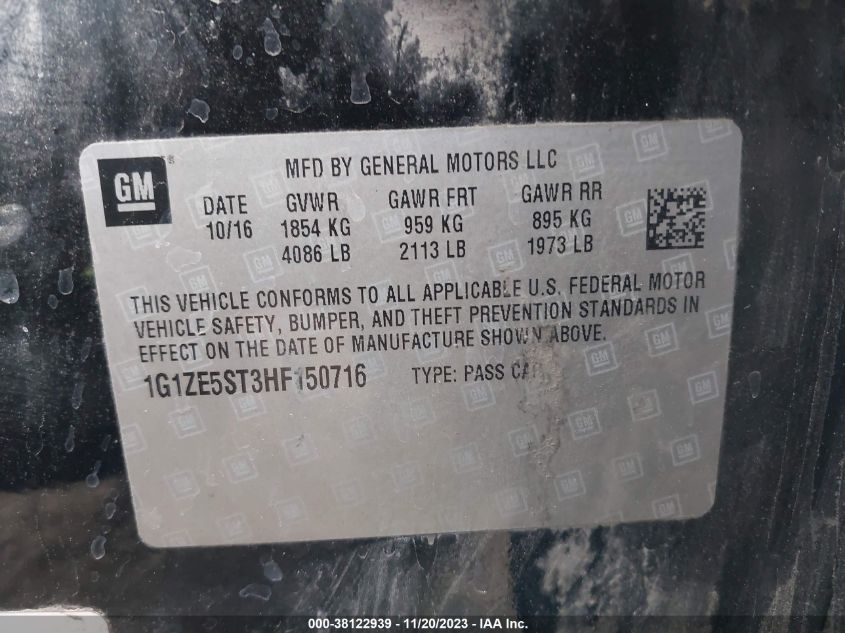 GM
MFD BY GENERAL MOTORS LLC
DATE GVWR GAWR FRT GAWR RR
10/16 1854 KG 959 KG 895 KG
4086 LB 2113 LB 1973 LB
THIS VEHICLE CONFORMS TO ALL APPLICABLE U.S. FEDERAL MOTOR
VEHICLE SAFETY, BUMPER, AND THEFT PREVENTION STANDARDS IN
EFFECT ON THE DATE OF MANUFACTURE SHOWN ABOVE.
1G1ZE5ST3HF150716 TYPE: PASS CAR
000-38122939 - 11/20/2023 - © IAA Inc.